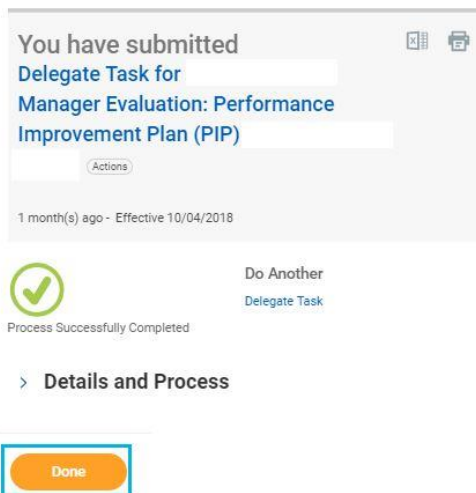 You have submitted
Delegate Task for
Manager Evaluation: Performance
Improvement Plan (PIP)
Actions
1 month(s) ago - Effective 10/04/2018
Do Another
Delegate Task
Process Successfully Completed
Details and Process
Done